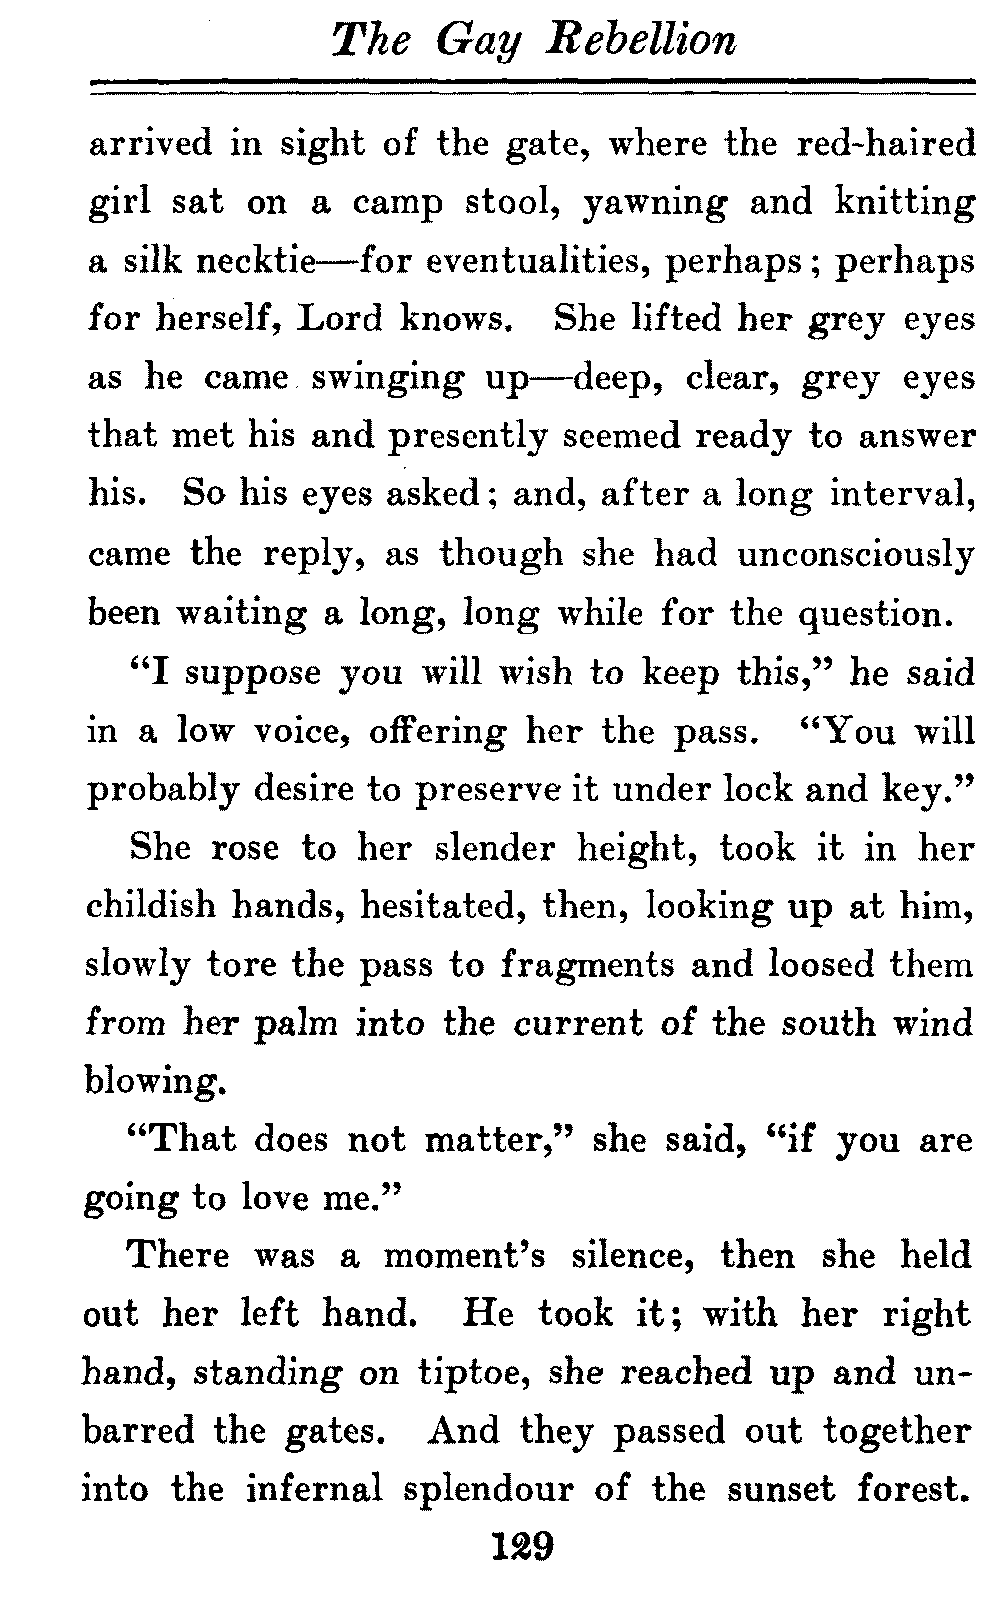 The Gay Rebellion
arrived in sight of the gate, where the red-haired
girl sat on a camp stool, yawning and knitting
a silk necktie—for eventualities, perhaps; perhaps
for herself, Lord knows. She lifted her grey eyes
as he came swinging up—deep, clear, grey eyes
that met his and presently seemed ready to answer
his. So his eyes asked; and, after a long interval,
came the reply, as though she had unconsciously
been waiting a long, long while for the question.
"I suppose you will wish to keep this," he said
in a low voice, offering her the pass. "You will
probably desire to preserve it under lock and key."
She rose to her slender height, took it in her
childish hands, hesitated, then, looking up at him,
slowly tore the pass to fragments and loosed them
from her palm into the current of the south wind
blowing.
"That does not matter," she said, "if you are
going to love me."
There was a moment's silence, then she held
out her left hand. He took it; with her right
hand, standing on tiptoe, she reached up and un-
barred the gates. And they passed out together
into the infernal splendour of the sunset forest.
129